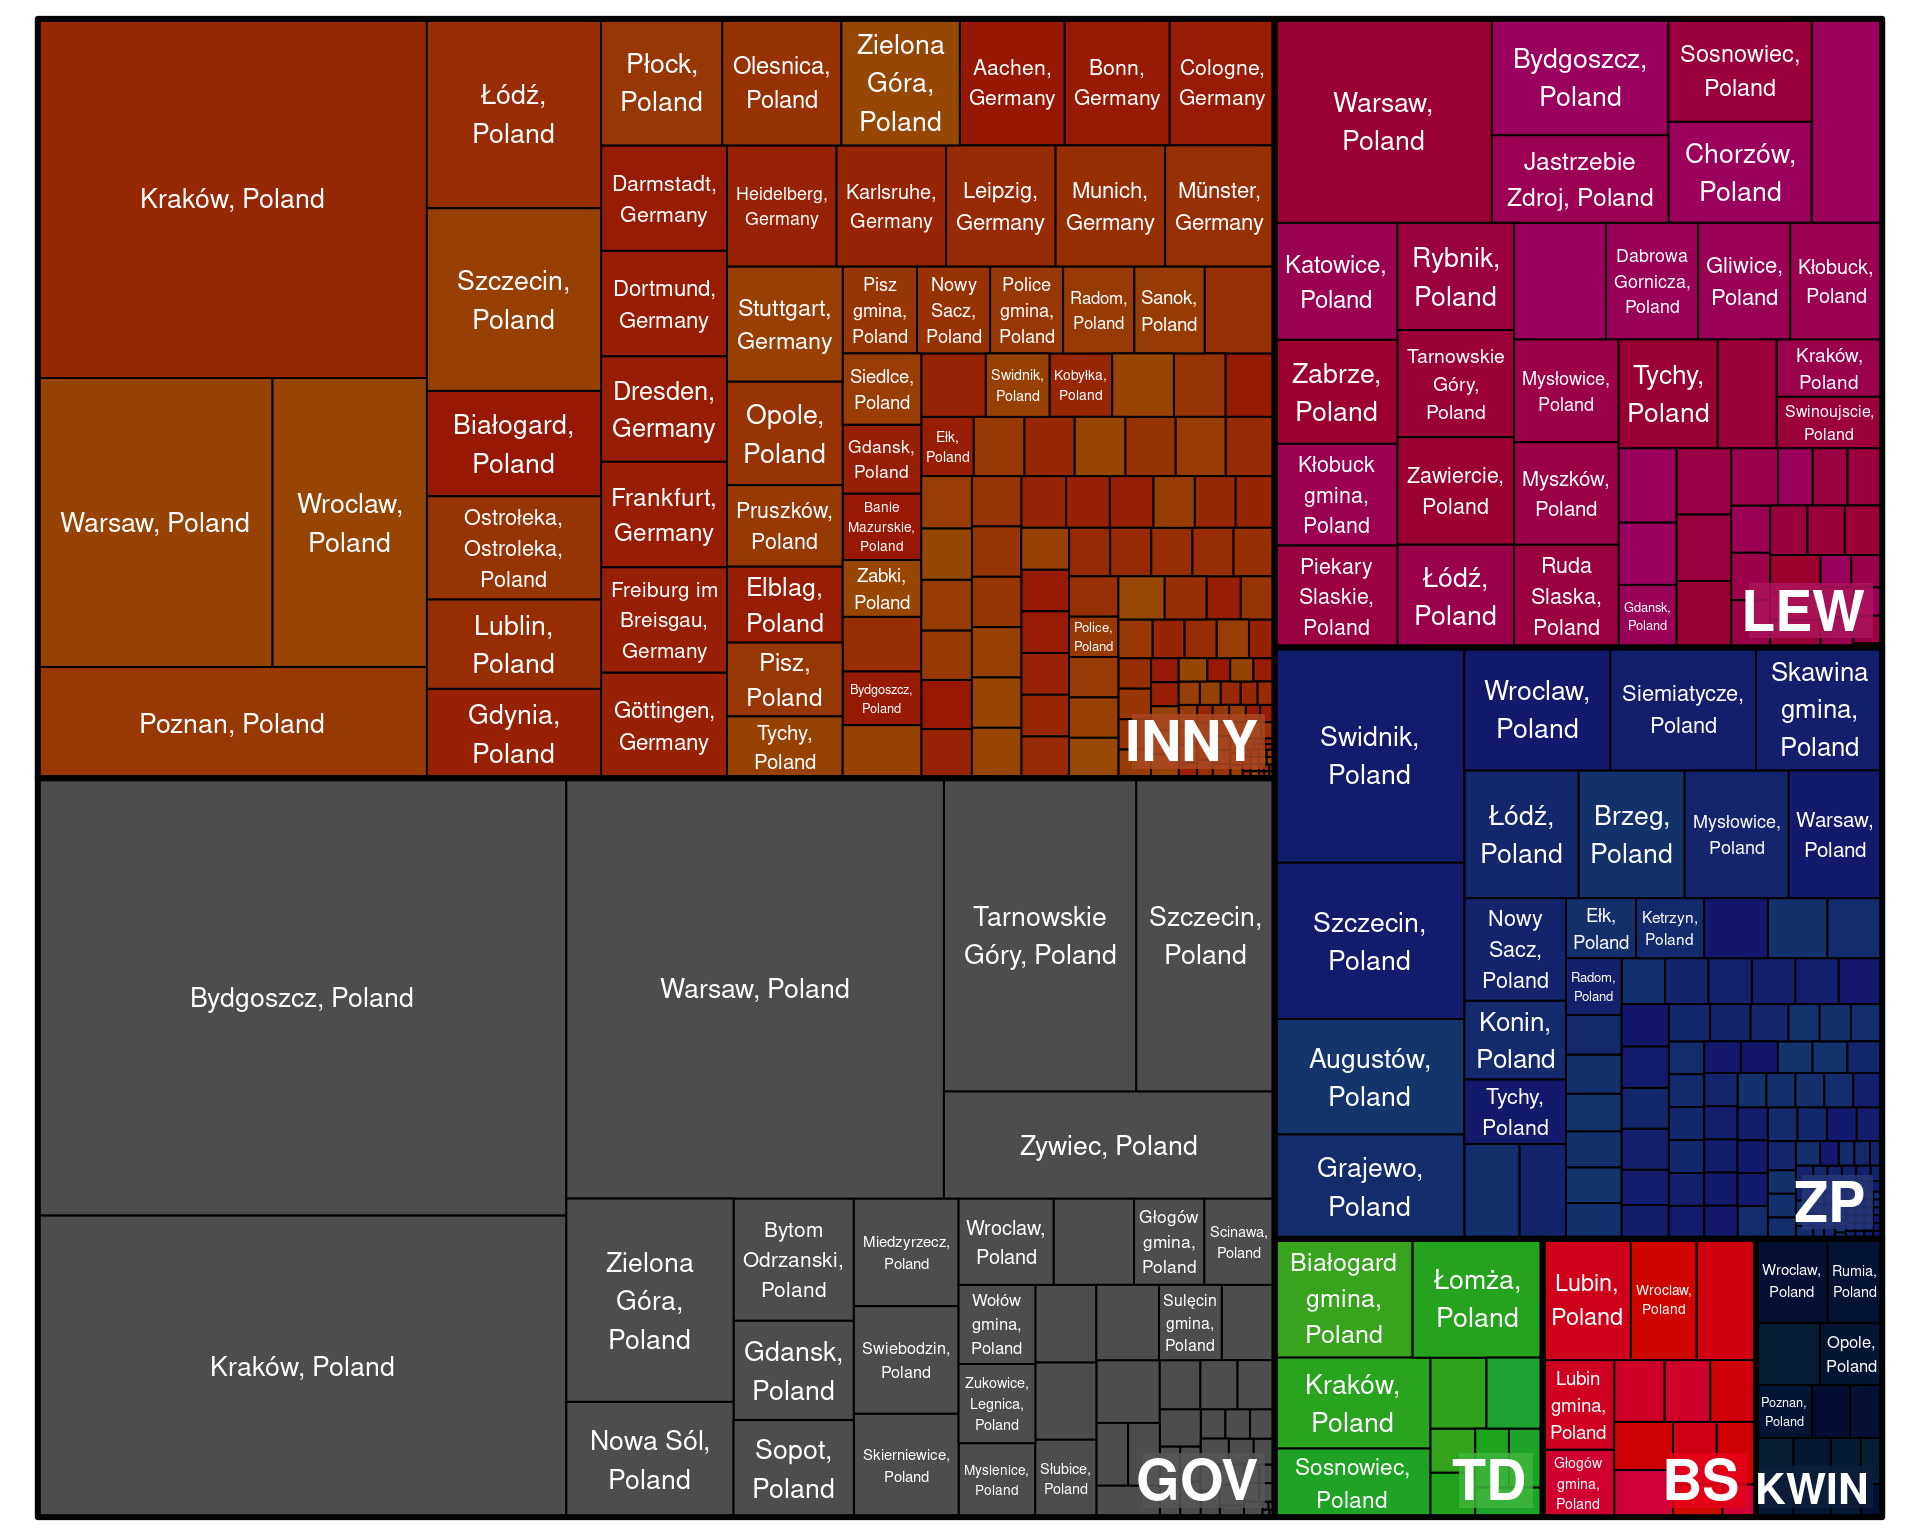 Kraków, Poland
Warsaw, Poland
Wroclaw,
Poland
Poznan, Poland
Łódź,
Poland
Szczecin,
Poland
Białogard,
Poland
Ostrołeka,
Ostroleka,
Poland
Lublin,
Poland
Gdynia,
Poland
Płock,
Poland
Olesnica,
Poland
Zielona
Góra,
Poland
Aachen,
Germany
Bonn,
Germany
Cologne,
Germany
Darmstadt,
Germany
Heidelberg,
Germany
Karlsruhe,
Germany
Leipzig,
Germany
Munich,
Germany
Münster,
Germany
Dortmund,
Germany
Dresden,
Germany
Frankfurt,
Germany
Freiburg im
Breisgau,
Germany
Göttingen,
Germany
Stuttgart,
Germany
Opole,
Poland
Pruszków,
Poland
Elblag,
Poland
Pisz,
Poland
Tychy,
Poland
Pisz
gmina,
Poland
Nowy
Sacz,
Poland
Police
gmina,
Poland
Radom,
Poland
Sanok,
Poland
Siedlce,
Poland
Gdansk,
Poland
Banie
Mazurskie,
Poland
Zabki,
Poland
Bydgoszcz,
Poland
Swidnik,
Poland
Kobyłka,
Poland
Ełk,
Poland
Police,
Poland
INNY
Warsaw,
Poland
Bydgoszcz,
Poland
Jastrzebie
Zdroj, Poland
Sosnowiec,
Poland
Chorzów,
Poland
Katowice,
Poland
Rybnik,
Poland
Dabrowa
Gornicza,
Poland
Gliwice,
Poland
Kłobuck,
Poland
Zabrze,
Poland
Tarnowskie
Góry,
Poland
Mysłowice,
Poland
Tychy,
Poland
Kraków,
Poland
Swinoujscie,
Poland
Kłobuck
gmina,
Poland
Zawiercie,
Poland
Myszków,
Poland
Piekary
Slaskie,
Poland
Łódź,
Poland
Ruda
Slaska,
Poland
Gdansk,
Poland
LEW
Bydgoszcz, Poland
Kraków, Poland
Warsaw, Poland
Tarnowskie
Góry, Poland
Szczecin,
Poland
Zywiec, Poland
Zielona
Góra,
Poland
Nowa Sól,
Poland
Bytom
Odrzanski,
Poland
Gdansk,
Poland
Sopot,
Poland
Miedzyrzecz,
Poland
Swiebodzin,
Poland
Skierniewice,
Poland
Wroclaw,
Poland
Głogów
gmina,
Poland
Scinawa,
Poland
Wołów
gmina,
Poland
Sulęcin
gmina,
Poland
Zukowice,
Legnica,
Poland
Myslenice,
Poland
Słubice,
Poland
GOV
Swidnik,
Poland
Szczecin,
Poland
Augustów,
Poland
Grajewo,
Poland
Wroclaw,
Poland
Siemiatycze,
Poland
Skawina
gmina,
Poland
Łódź,
Poland
Brzeg,
Poland
Mysłowice,
Poland
Warsaw,
Poland
Nowy
Sacz,
Poland
Ełk,
Poland
Ketrzyn,
Poland
Radom,
Poland
Konin,
Poland
Tychy,
Poland
ZP
Białogard
gmina,
Poland
Łomża,
Poland
Kraków,
Poland
Sosnowiec,
Poland
TD
Lubin,
Poland
Wroclaw,
Poland
Lubin
gmina,
Poland
Głogów
gmina,
Poland
BS
Wroclaw,
Poland
Rumia,
Poland
Opole,
Poland
Poznan,
Poland
KWIN